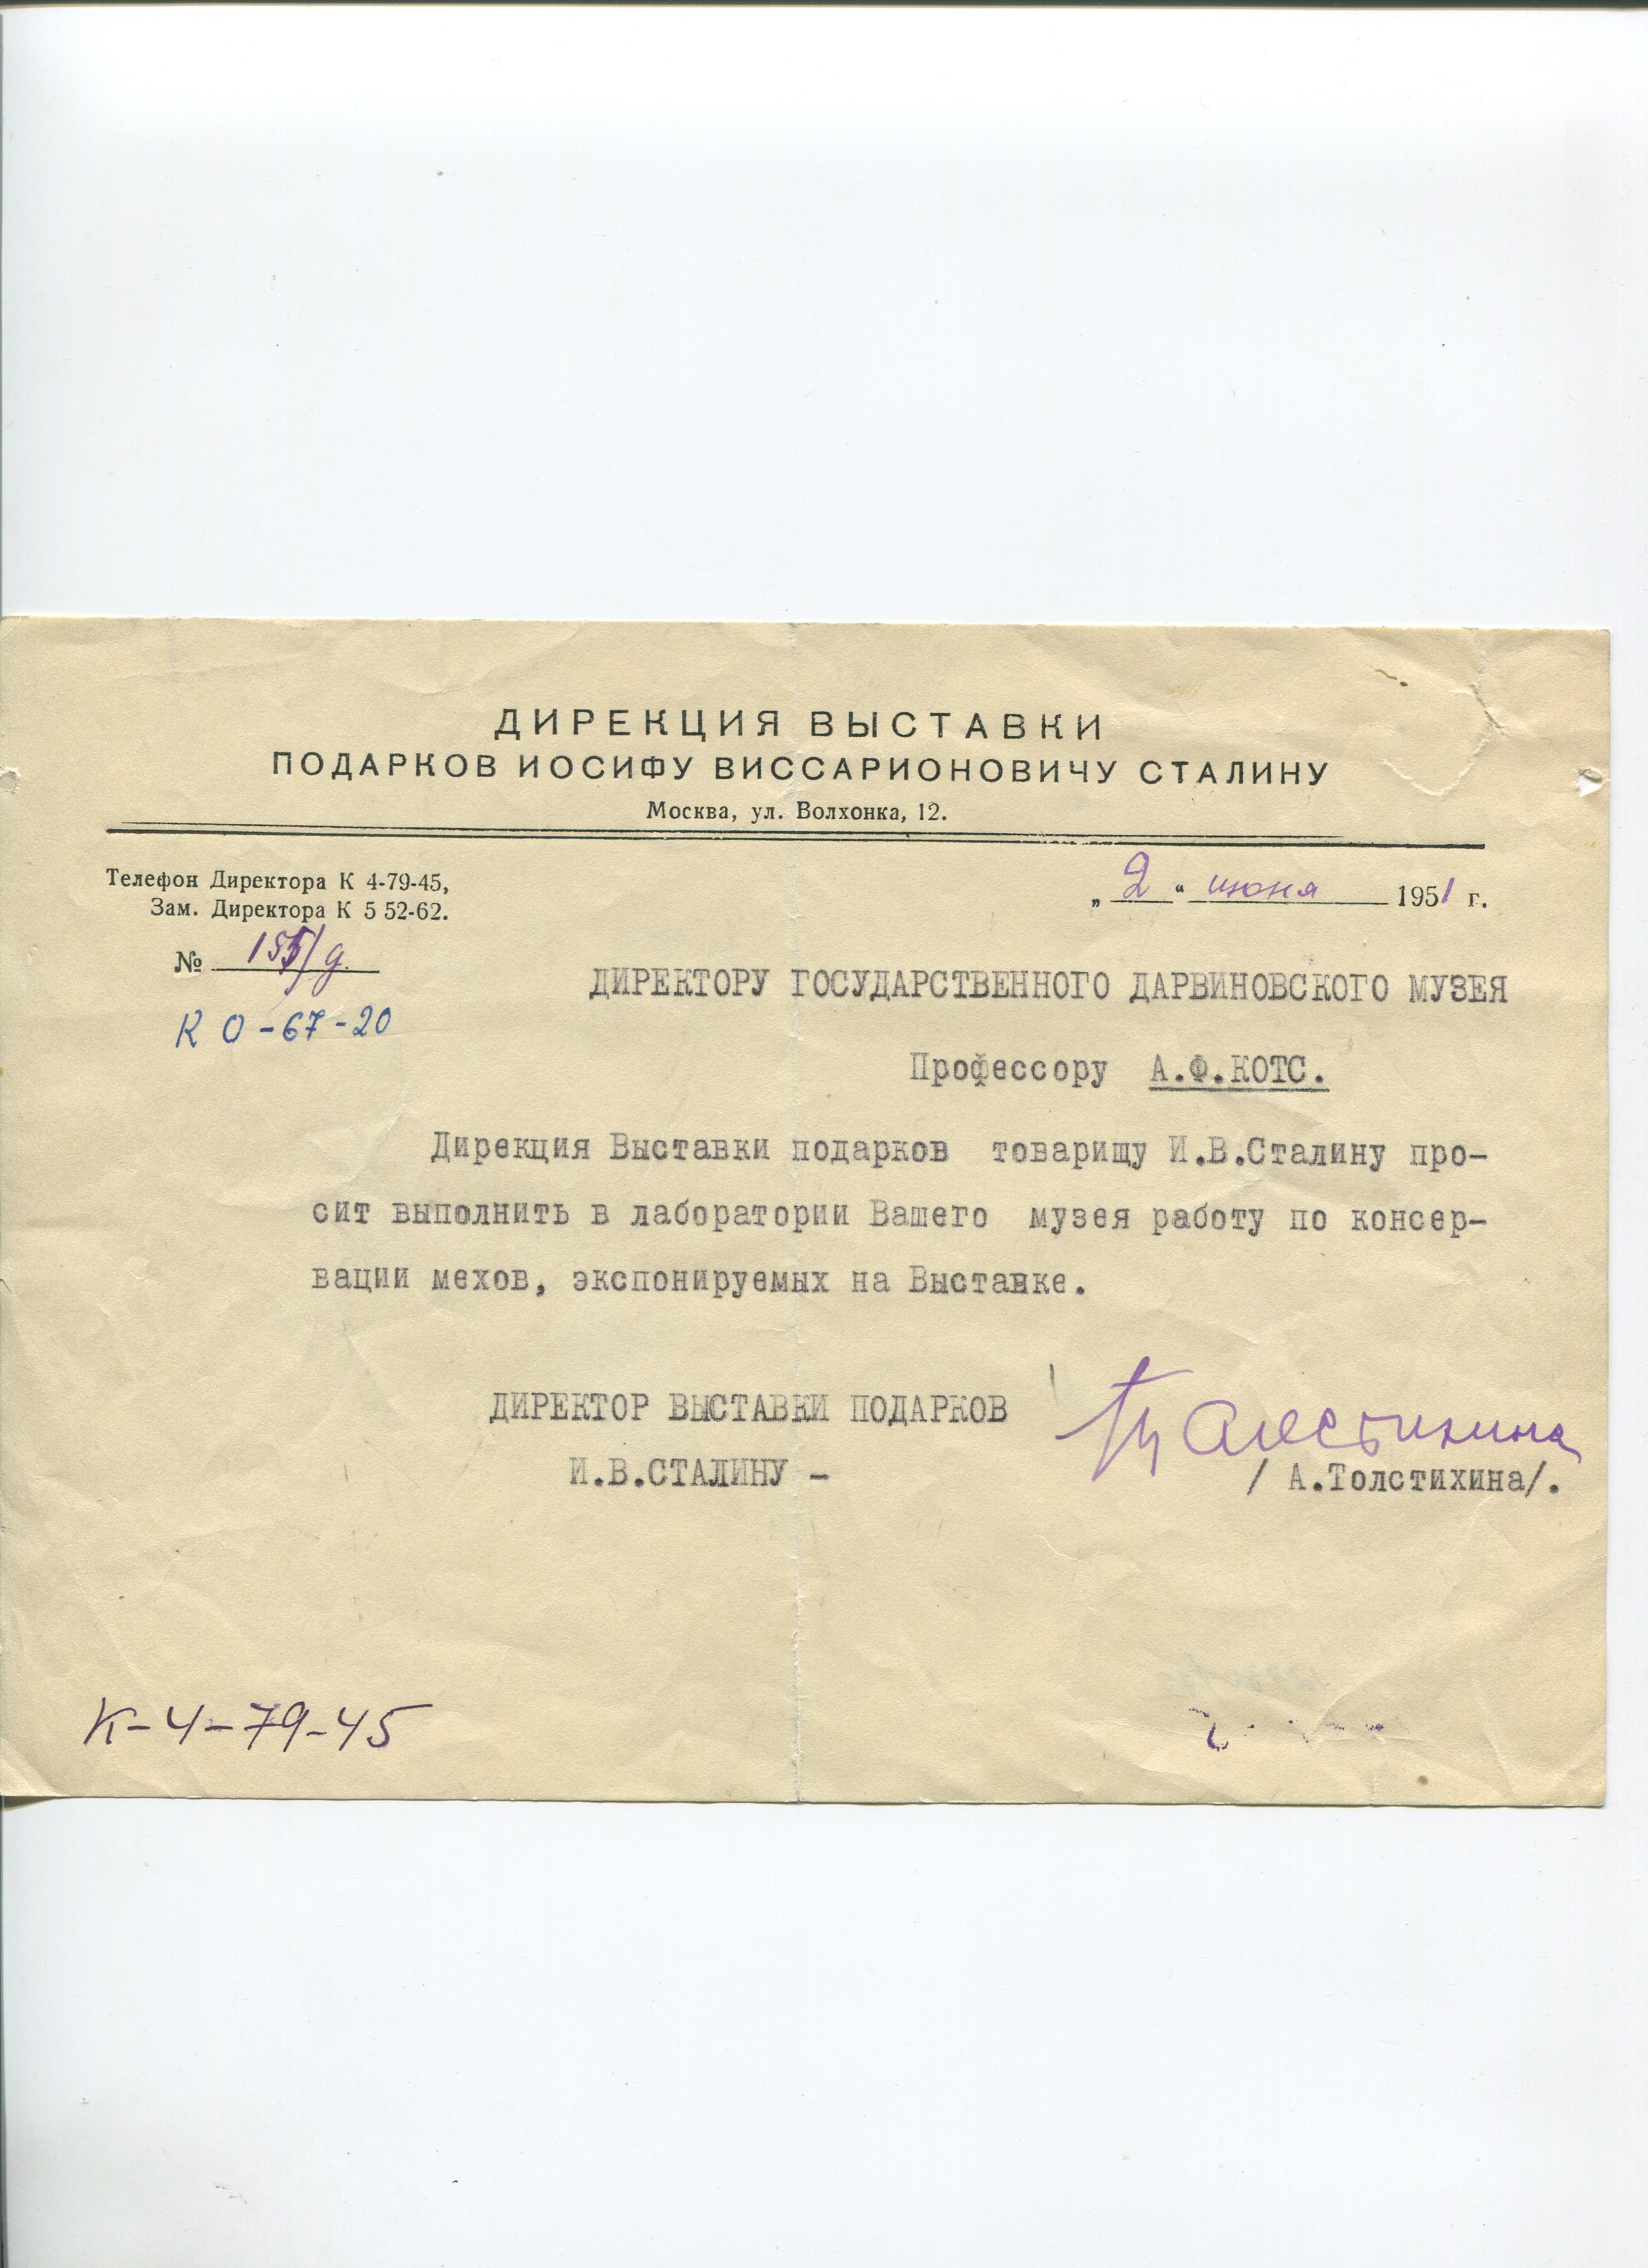 ДИРЕКЦИЯ ВЫСТАВКИ
ПОДАРКОВ ИОСИФУ ВИССАРИОНОВИЧУ СТАЛИНУ
Москва, ул. Волхонка, 12.
Телефон Директора К 4-79-45,
Зам. Директора К 5 52-62.
„ 2 “ июня 1951 г.
№ 155/д
К 0-67-20
ДИРЕКТОРУ ГОСУДАРСТВЕННОГО ДАРВИНОВСКОГО МУЗЕЯ
Профессору А.Ф.КОТС.
Дирекция Выставки подарков товарищу И.В.Сталину про-
сит выполнить в лаборатории Вашего музея работу по консер-
вации мехов, экспонируемых на Выставке.
ДИРЕКТОР ВЫСТАВКИ ПОДАРКОВ
И.В.СТАЛИНУ –
/ А.Толстихина/.
К-4-79-45